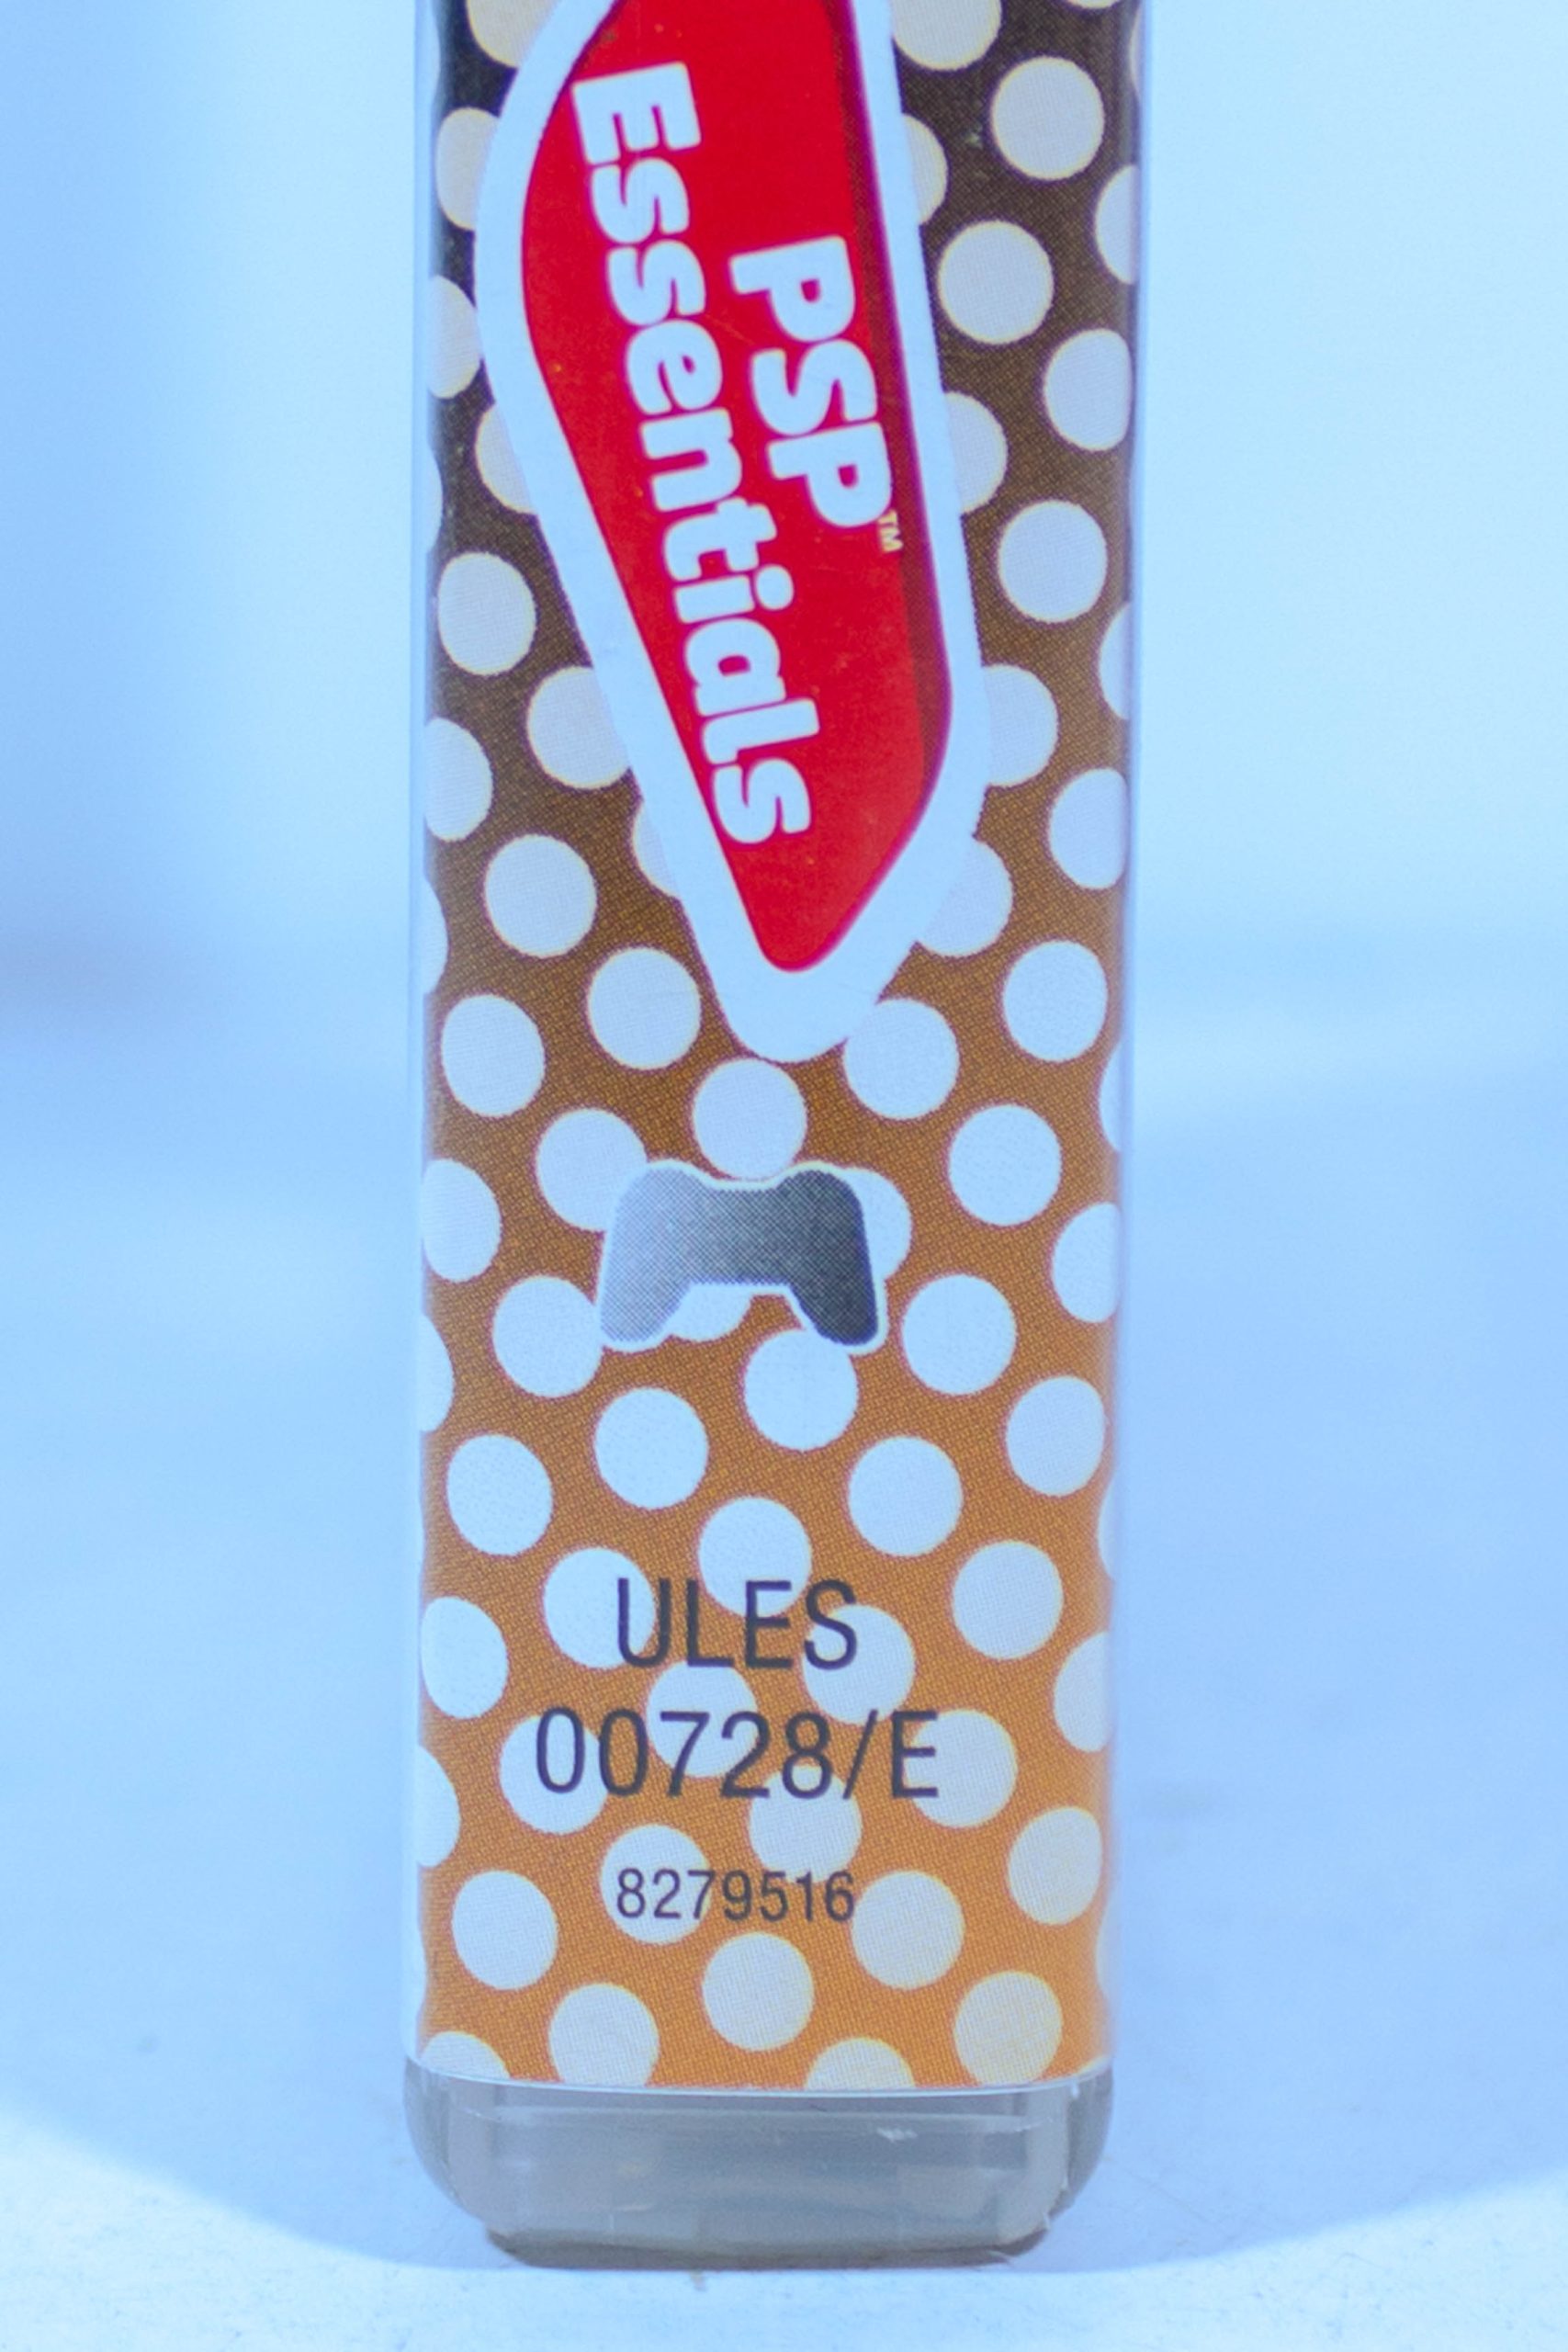 PSP™
Essentials
ULES
00728/E
8279516